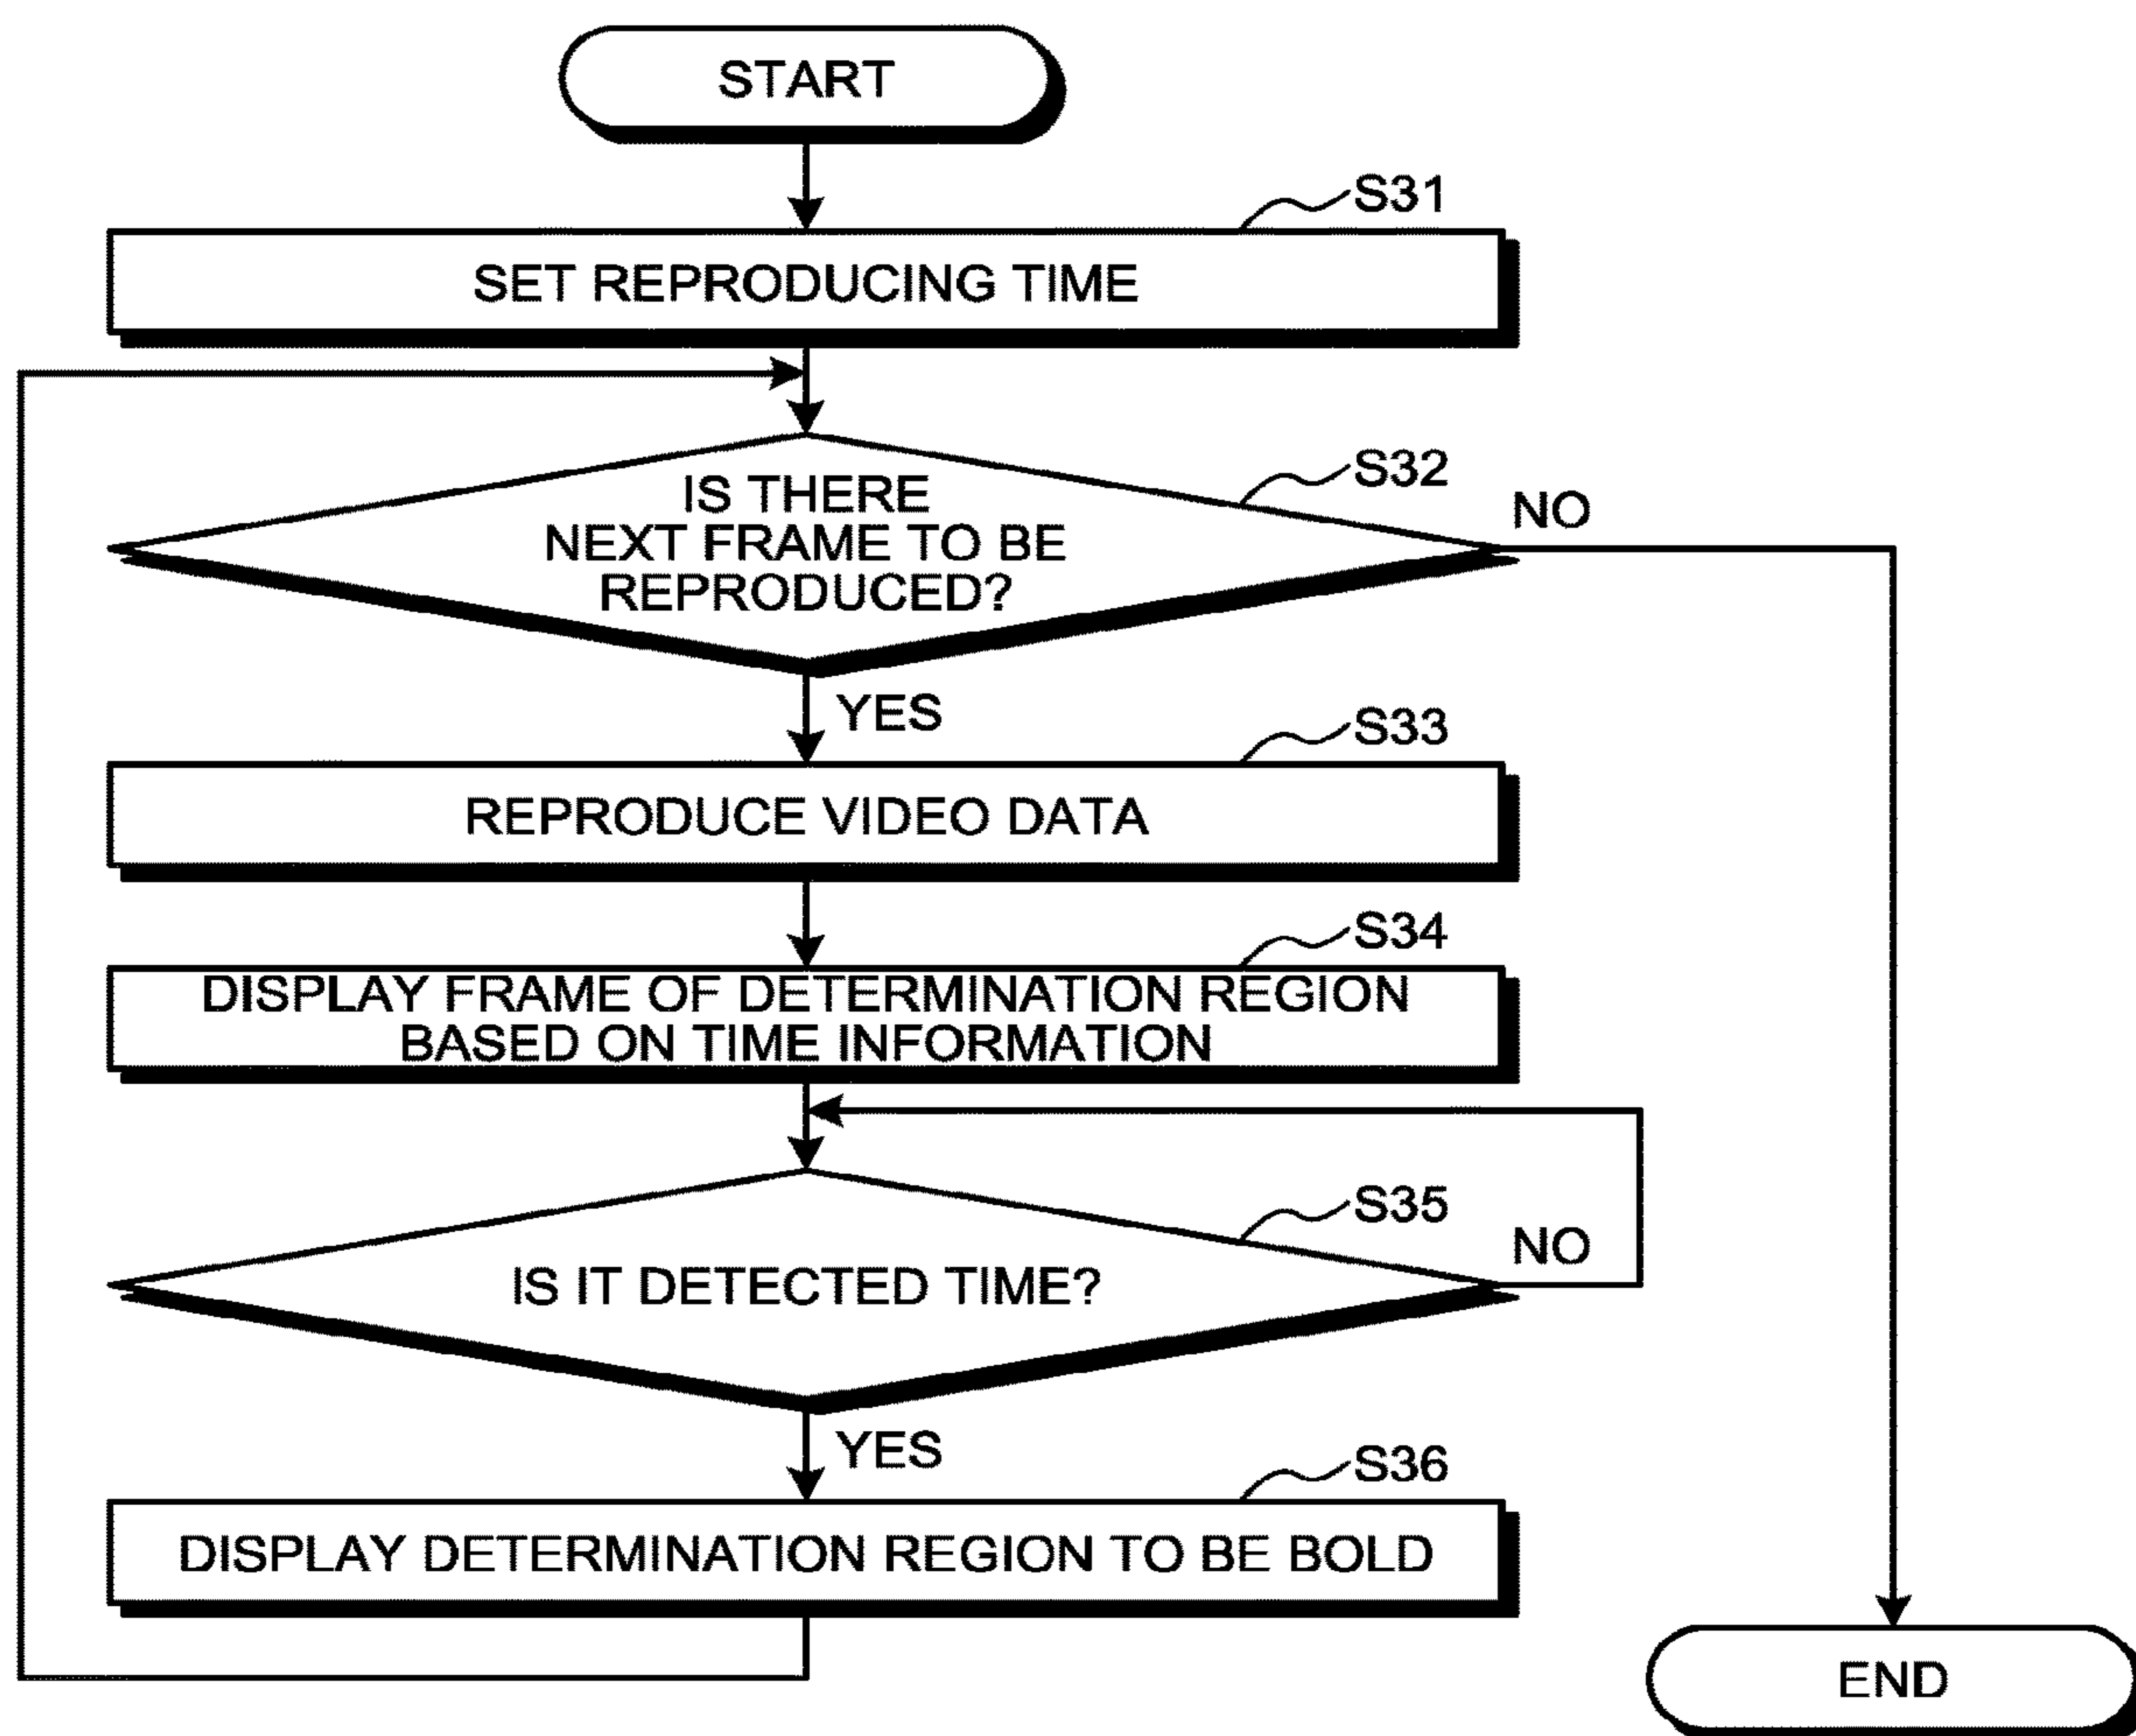 START
S31
SET REPRODUCING TIME
S32
IS THERE
NEXT FRAME TO BE
REPRODUCED?
NO
YES
S33
REPRODUCE VIDEO DATA
S34
DISPLAY FRAME OF DETERMINATION REGION
BASED ON TIME INFORMATION
S35
IS IT DETECTED TIME?
NO
YES
S36
DISPLAY DETERMINATION REGION TO BE BOLD
END